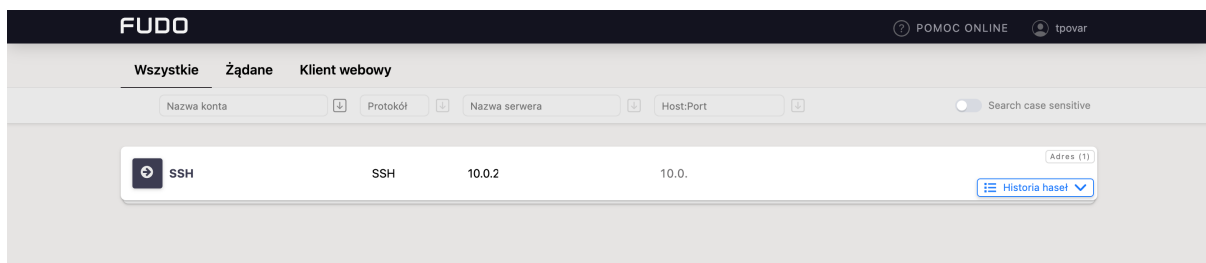 FUDO
POMOC ONLINE tpovar
Wszystkie Żądane Klient webowy
Nazwa konta Protokół Nazwa serwera Host:Port Search case sensitive
Adres (1)
SSH SSH 10.0.2 10.0.
Historia haseł